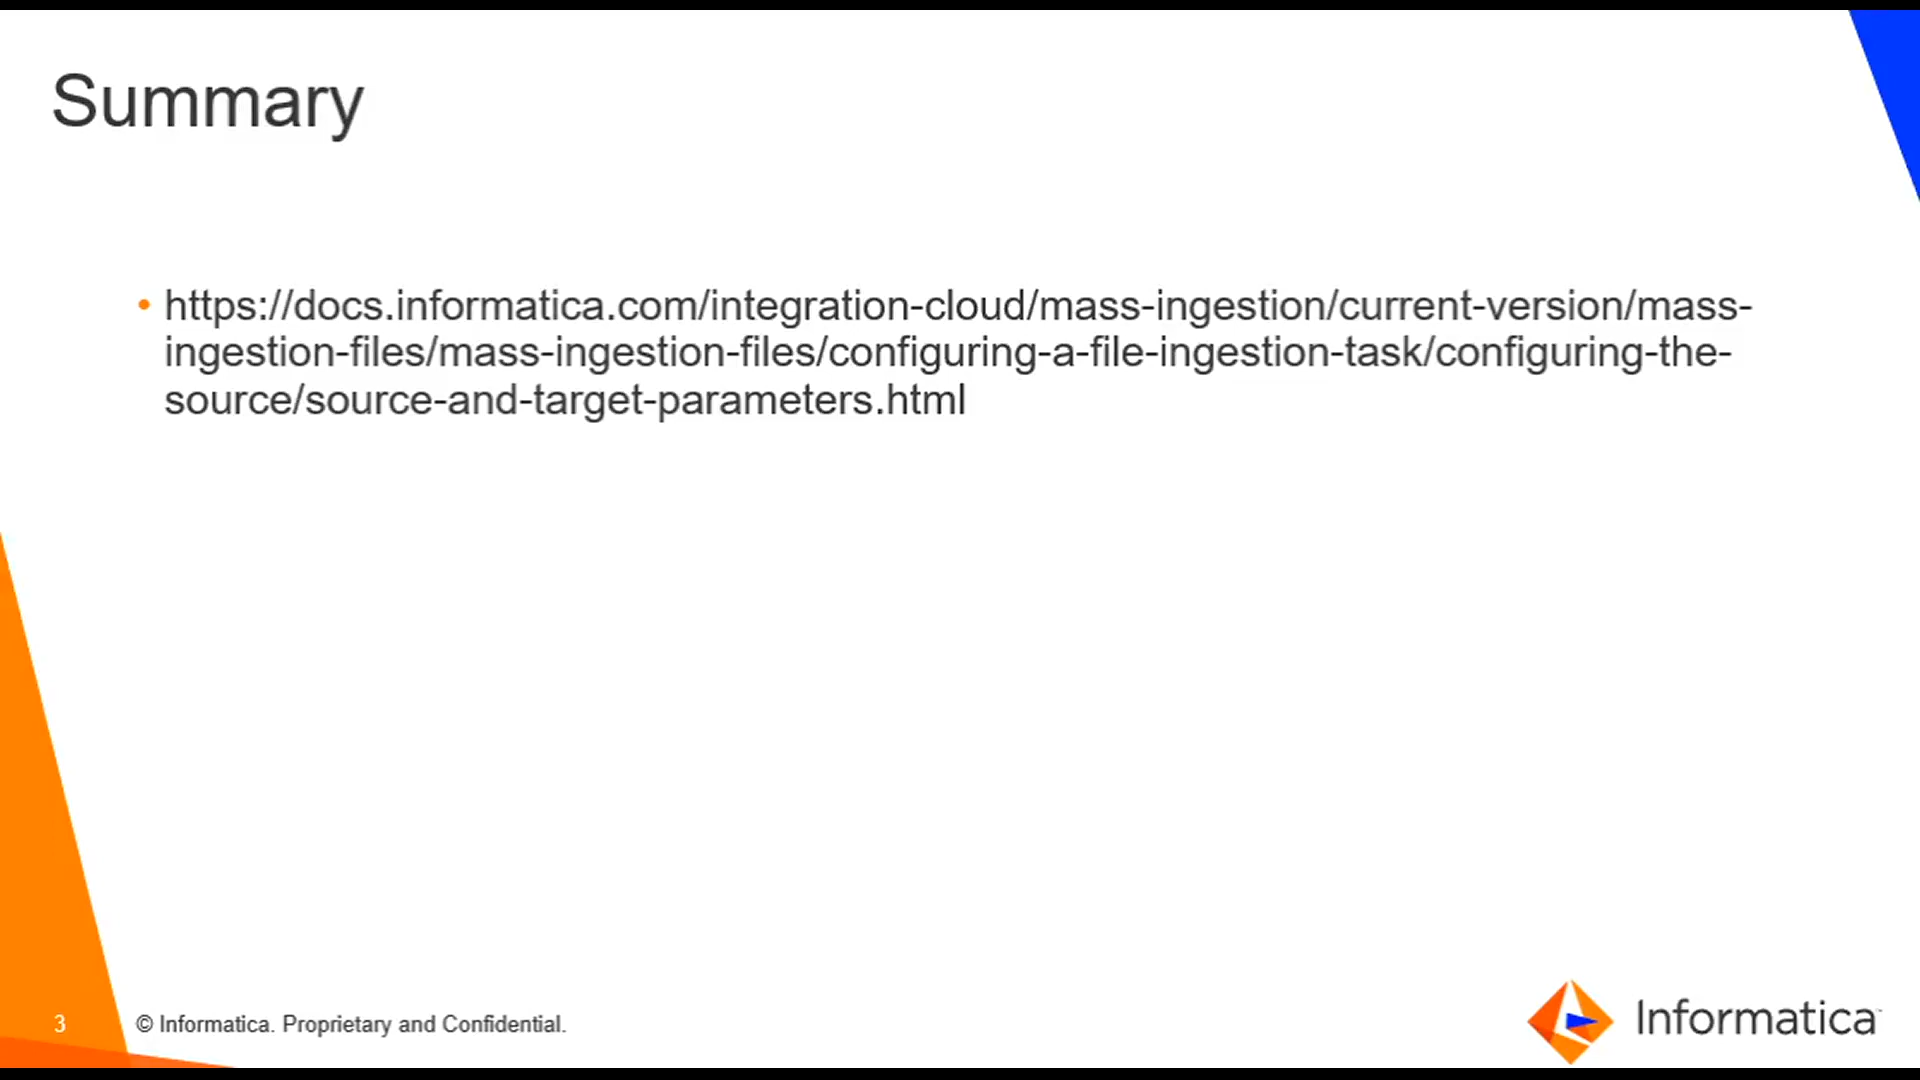 Summary
• https://docs.informatica.com/integration-cloud/mass-ingestion/current-version/mass-
ingestion-files/mass-ingestion-files/configuring-a-file-ingestion-task/configuring-the-
source/source-and-target-parameters.html
3
© Informatica. Proprietary and Confidential.
Informatica™